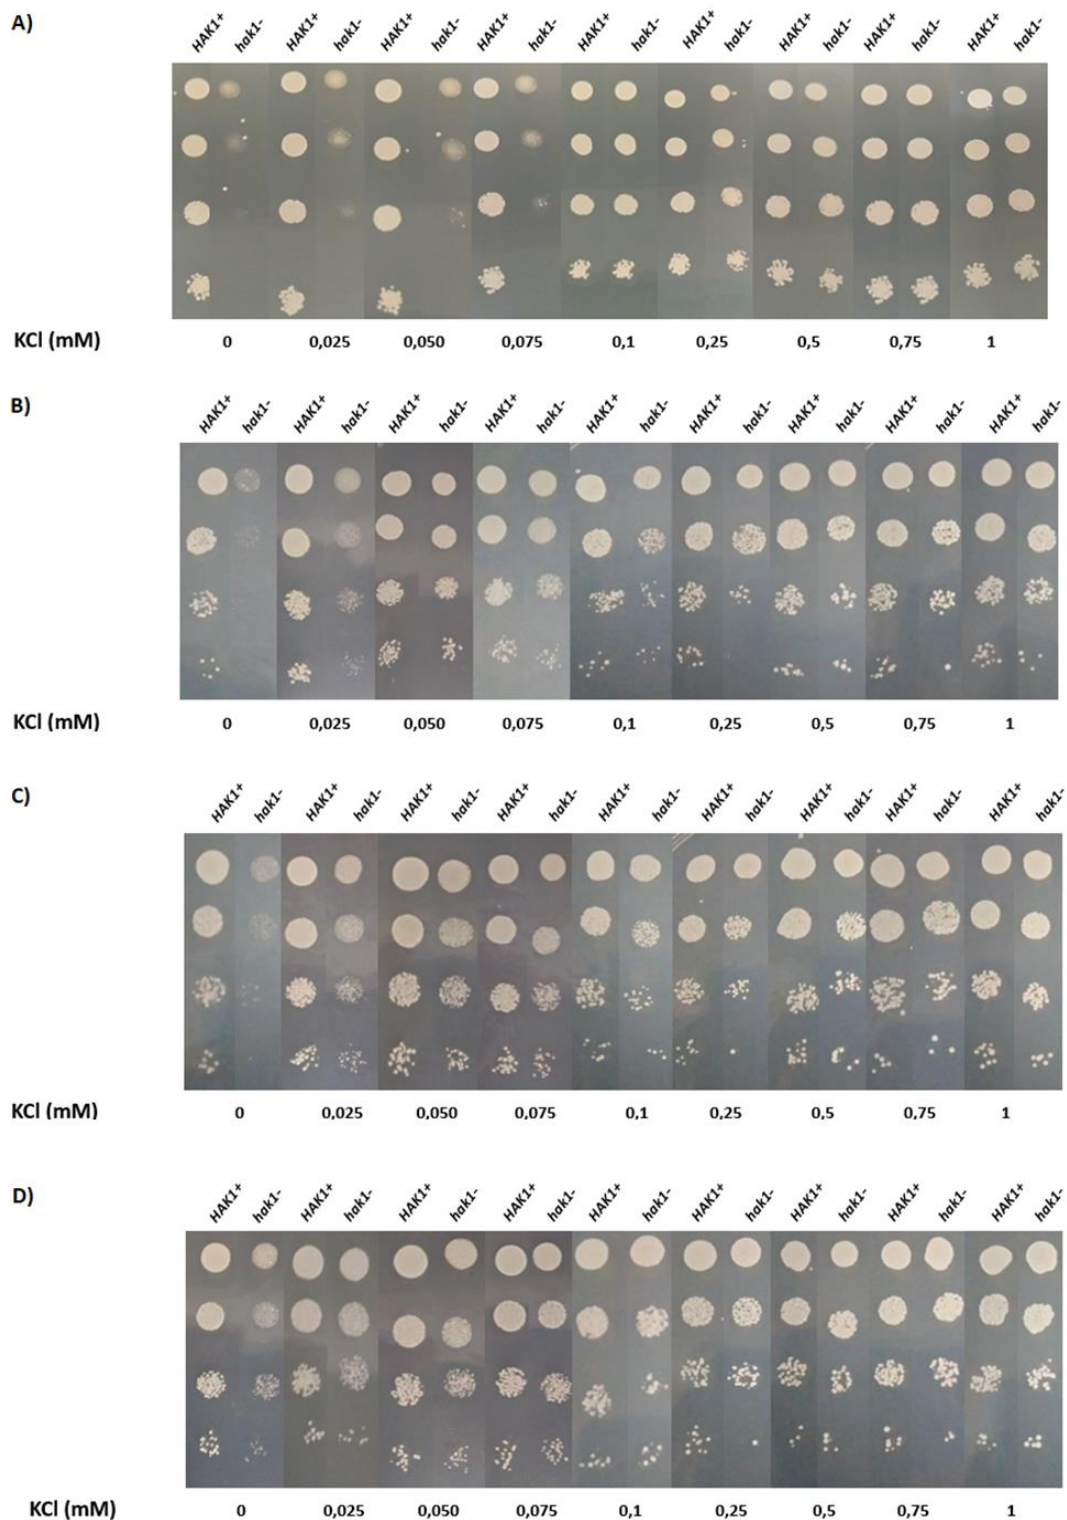 A)
HAK1+ hak1- HAK1+ hak1- HAK1+ hak1- HAK1+ hak1- HAK1+ hak1- HAK1+ hak1- HAK1+ hak1- HAK1+ hak1- HAK1+ hak1-
KCl (mM) 0 0,025 0,050 0,075 0,1 0,25 0,5 0,75 1
B)
HAK1+ hak1- HAK1+ hak1- HAK1+ hak1- HAK1+ hak1- HAK1+ hak1- HAK1+ hak1- HAK1+ hak1- HAK1+ hak1- HAK1+ hak1-
KCl (mM) 0 0,025 0,050 0,075 0,1 0,25 0,5 0,75 1
C)
HAK1+ hak1- HAK1+ hak1- HAK1+ hak1- HAK1+ hak1- HAK1+ hak1- HAK1+ hak1- HAK1+ hak1- HAK1+ hak1- HAK1+ hak1-
KCl (mM) 0 0,025 0,050 0,075 0,1 0,25 0,5 0,75 1
D)
HAK1+ hak1- HAK1+ hak1- HAK1+ hak1- HAK1+ hak1- HAK1+ hak1- HAK1+ hak1- HAK1+ hak1- HAK1+ hak1- HAK1+ hak1-
KCl (mM) 0 0,025 0,050 0,075 0,1 0,25 0,5 0,75 1